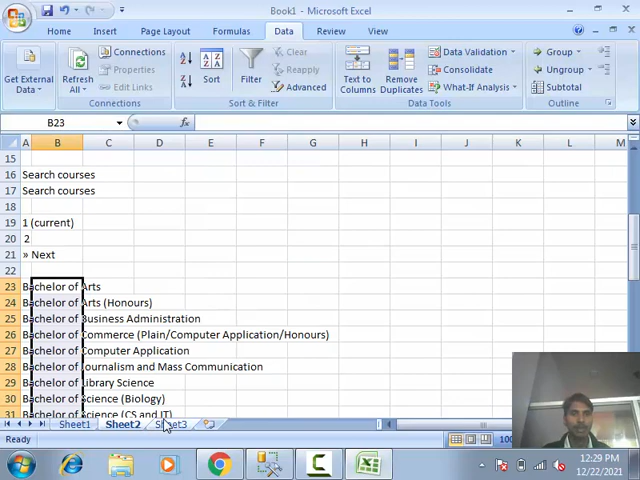 Book1 - Microsoft Excel
Home Insert Page Layout Formulas Data Review View
Get External Data
Refresh All
Connections
Properties
Edit Links
Connections
Sort
Filter
Clear
Reapply
Advanced
Sort & Filter
Text to Columns
Remove Duplicates
Data Validation
Consolidate
What-If Analysis
Data Tools
Group
Ungroup
Subtotal
Outline
B23 fx
A B C D E F G H I J K L M
15
16 Search courses
17 Search courses
18
19 1 (current)
20 2
21 » Next
22
23 Bachelor of Arts
24 Bachelor of Arts (Honours)
25 Bachelor of Business Administration
26 Bachelor of Commerce (Plain/Computer Application/Honours)
27 Bachelor of Computer Application
28 Bachelor of Journalism and Mass Communication
29 Bachelor of Library Science
30 Bachelor of Science (Biology)
31 Bachelor of Science (CS and IT)
Sheet1 Sheet2 Sheet3
Ready 100
12:29 PM
12/22/2021